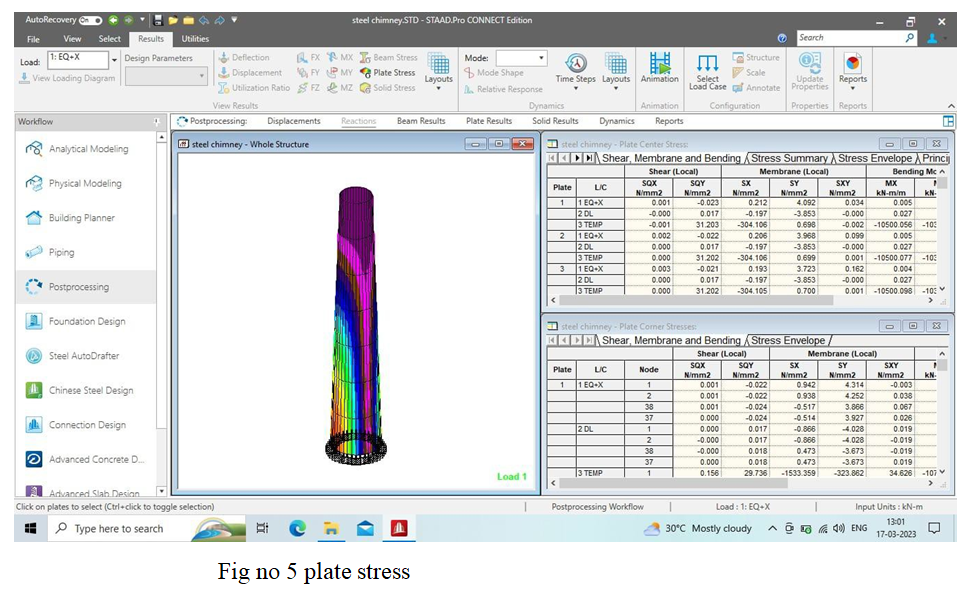 AutoRecovery On steel chimney.STD - STAAD.Pro CONNECT Edition
File View Select Results Utilities Search
Load: 1: EQ+X Design Parameters
View Loading Diagram
Deflection FX MX Beam Stress
Displacement FY MY Plate Stress
Utilization Ratio FZ MZ Solid Stress
Layouts
View Results
Mode:
Mode Shape
Relative Response
Time Steps Layouts
Dynamics
Animation
Animation
Select Load Case
Structure
Scale
Annotate
Configuration
Update Properties
Properties
Reports
Reports
Workflow
Postprocessing: Displacements Reactions Beam Results Plate Results Solid Results Dynamics Reports
Analytical Modeling
Physical Modeling
Building Planner
Piping
Postprocessing
Foundation Design
Steel AutoDrafter
Chinese Steel Design
Connection Design
Advanced Concrete D...
Advanced Slab Design
steel chimney - Whole Structure
Load 1
steel chimney - Plate Center Stress:
Shear, Membrane and Bending Stress Summary Stress Envelope Princi
Shear (Local) Membrane (Local) Bending Mc
Plate L/C SQX N/mm2 SQY N/mm2 SX N/mm2 SY N/mm2 SXY N/mm2 MX kN-m/m kN-
1 1 EQ+X 0.001 -0.023 0.212 4.092 0.034 0.005
2 DL -0.000 0.017 -0.197 -3.853 -0.000 0.027
3 TEMP -0.001 31.203 -304.106 0.698 -0.002 -10500.056 -103
2 1 EQ+X 0.002 -0.022 0.206 3.968 0.099 0.005
2 DL 0.000 0.017 -0.197 -3.853 -0.000 0.027
3 TEMP 0.000 31.202 -304.106 0.699 0.001 -10500.077 -103
3 1 EQ+X 0.003 -0.021 0.193 3.723 0.162 0.004
2 DL 0.000 0.017 -0.197 -3.853 -0.000 0.027
3 TEMP 0.000 31.202 -304.105 0.700 0.001 -10500.098 -103
steel chimney - Plate Corner Stresses:
Shear, Membrane and Bending Stress Envelope
Shear (Local) Membrane (Local)
Plate L/C Node SQX N/mm2 SQY N/mm2 SX N/mm2 SY N/mm2 SXY N/mm2 kN-
1 1 EQ+X 1 0.001 -0.022 0.942 4.314 -0.003
2 0.001 -0.022 0.938 4.252 0.038
38 0.001 -0.024 -0.517 3.866 0.067
37 0.000 -0.024 -0.514 3.927 0.026
2 DL 1 0.000 0.017 -0.866 -4.028 0.019
2 -0.000 0.017 -0.866 -4.028 -0.019
38 -0.000 0.018 0.473 -3.673 -0.019
37 0.000 0.018 0.473 -3.673 0.019
3 TEMP 1 0.156 29.736 -1533.359 -323.862 34.626 -107
Click on plates to select (Ctrl+click to toggle selection) Postprocessing Workflow Load : 1: EQ+X Input Units : kN-m
Type here to search 30°C Mostly cloudy ENG 13:01
17-03-2023
Fig no 5 plate stress